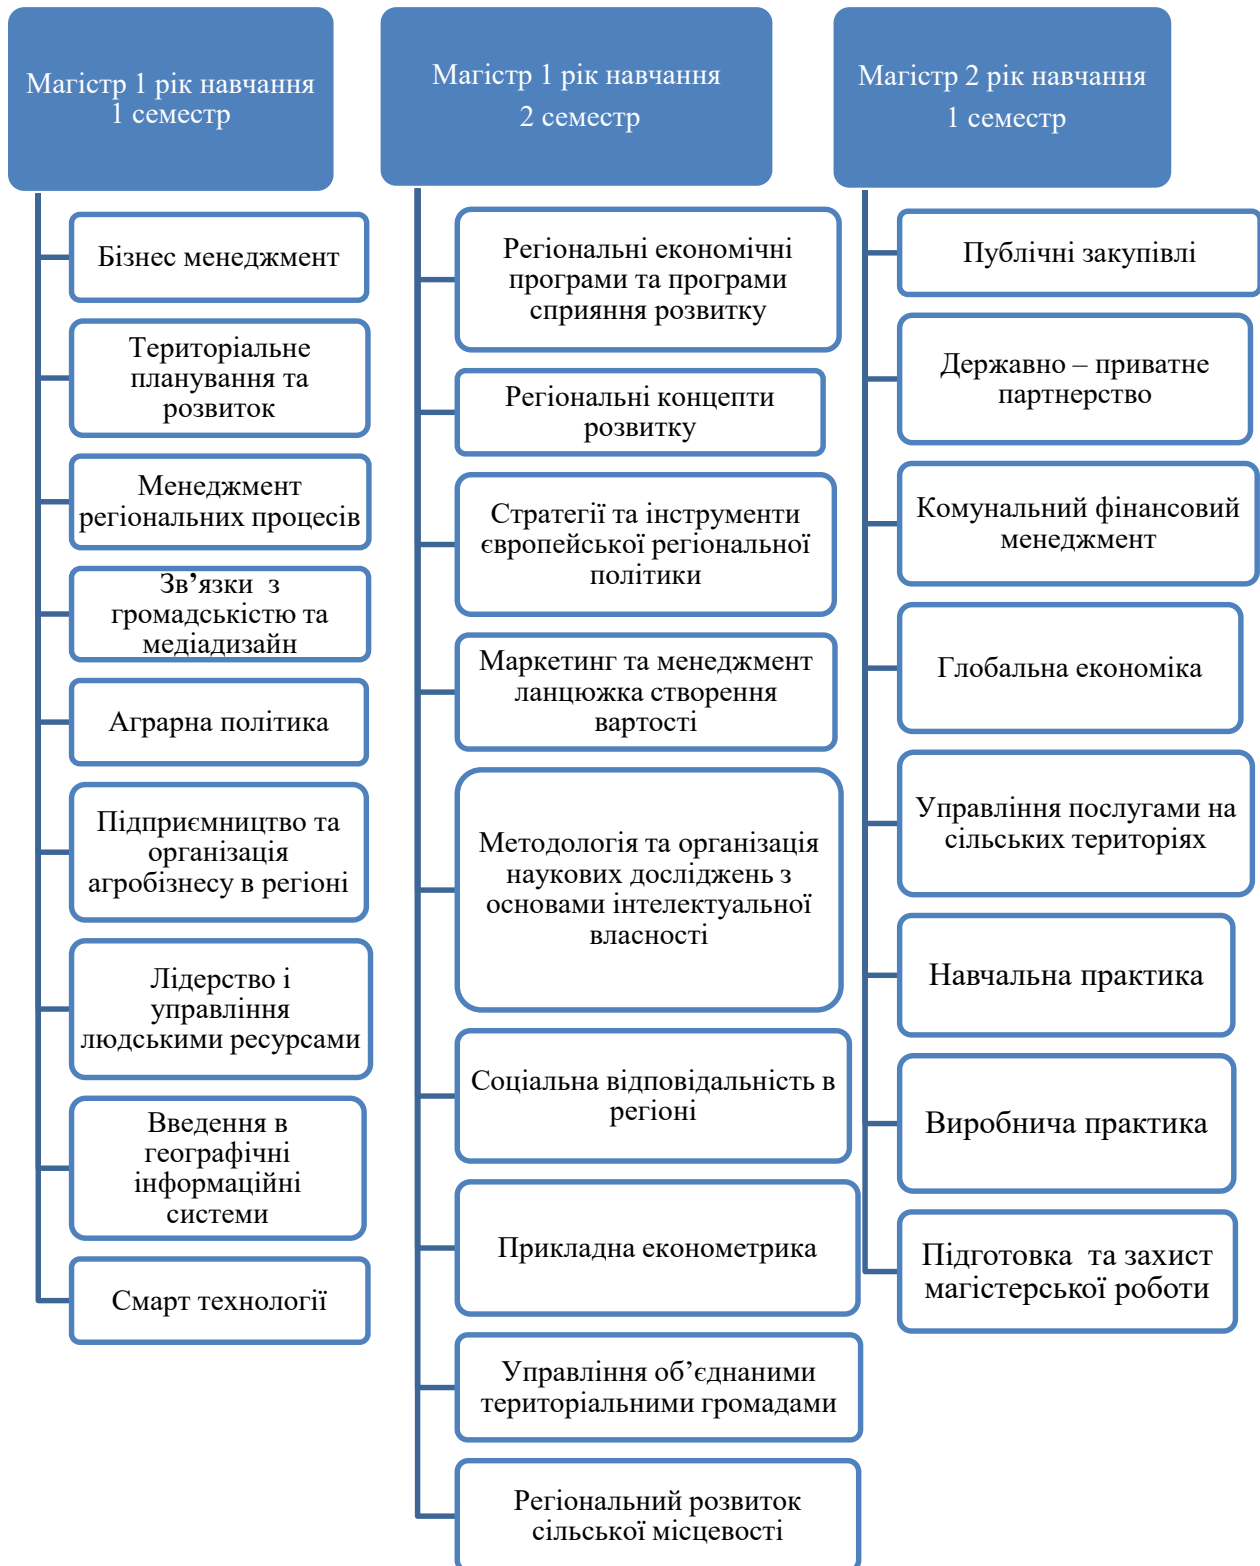 Магістр 1 рік навчання
1 семестр
Бізнес менеджмент
Територіальне
планування та
розвиток
Менеджмент
регіональних процесів
Зв’язки з
громадськістю та
медіадизайн
Аграрна політика
Підприємництво та
організація
агробізнесу в регіоні
Лідерство і
управління
людськими ресурсами
Введення в
географічні
інформаційні
системи
Смарт технології
Магістр 1 рік навчання
2 семестр
Регіональні економічні
програми та програми
сприяння розвитку
Регіональні концепти
розвитку
Стратегії та інструменти
європейської регіональної
політики
Маркетинг та менеджмент
ланцюжка створення
вартості
Методологія та організація
наукових досліджень з
основами інтелектуальної
власності
Соціальна відповідальність в
регіоні
Прикладна економетрика
Управління об’єднаними
територіальними громадами
Регіональний розвиток
сільської місцевості
Магістр 2 рік навчання
1 семестр
Публічні закупівлі
Державно – приватне
партнерство
Комунальний фінансовий
менеджмент
Глобальна економіка
Управління послугами на
сільських територіях
Навчальна практика
Виробнича практика
Підготовка та захист
магістерської роботи